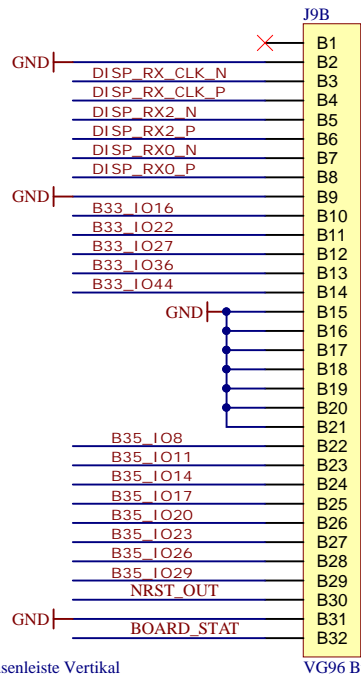 J9B
B1
GND B2
DISP_RX_CLK_N B3
DISP_RX_CLK_P B4
DISP_RX2_N B5
DISP_RX2_P B6
DISP_RX0_N B7
DISP_RX0_P B8
GND B9
B33_IO16 B10
B33_IO22 B11
B33_IO27 B12
B33_IO36 B13
B33_IO44 B14
GND B15
B16
B17
B18
B19
B20
B21
B35_IO8 B22
B35_IO11 B23
B35_IO14 B24
B35_IO17 B25
B35_IO20 B26
B35_IO23 B27
B35_IO26 B28
B35_IO29 B29
NRST_OUT B30
GND B31
BOARD_STAT B32
senleiste Vertikal VG96 B